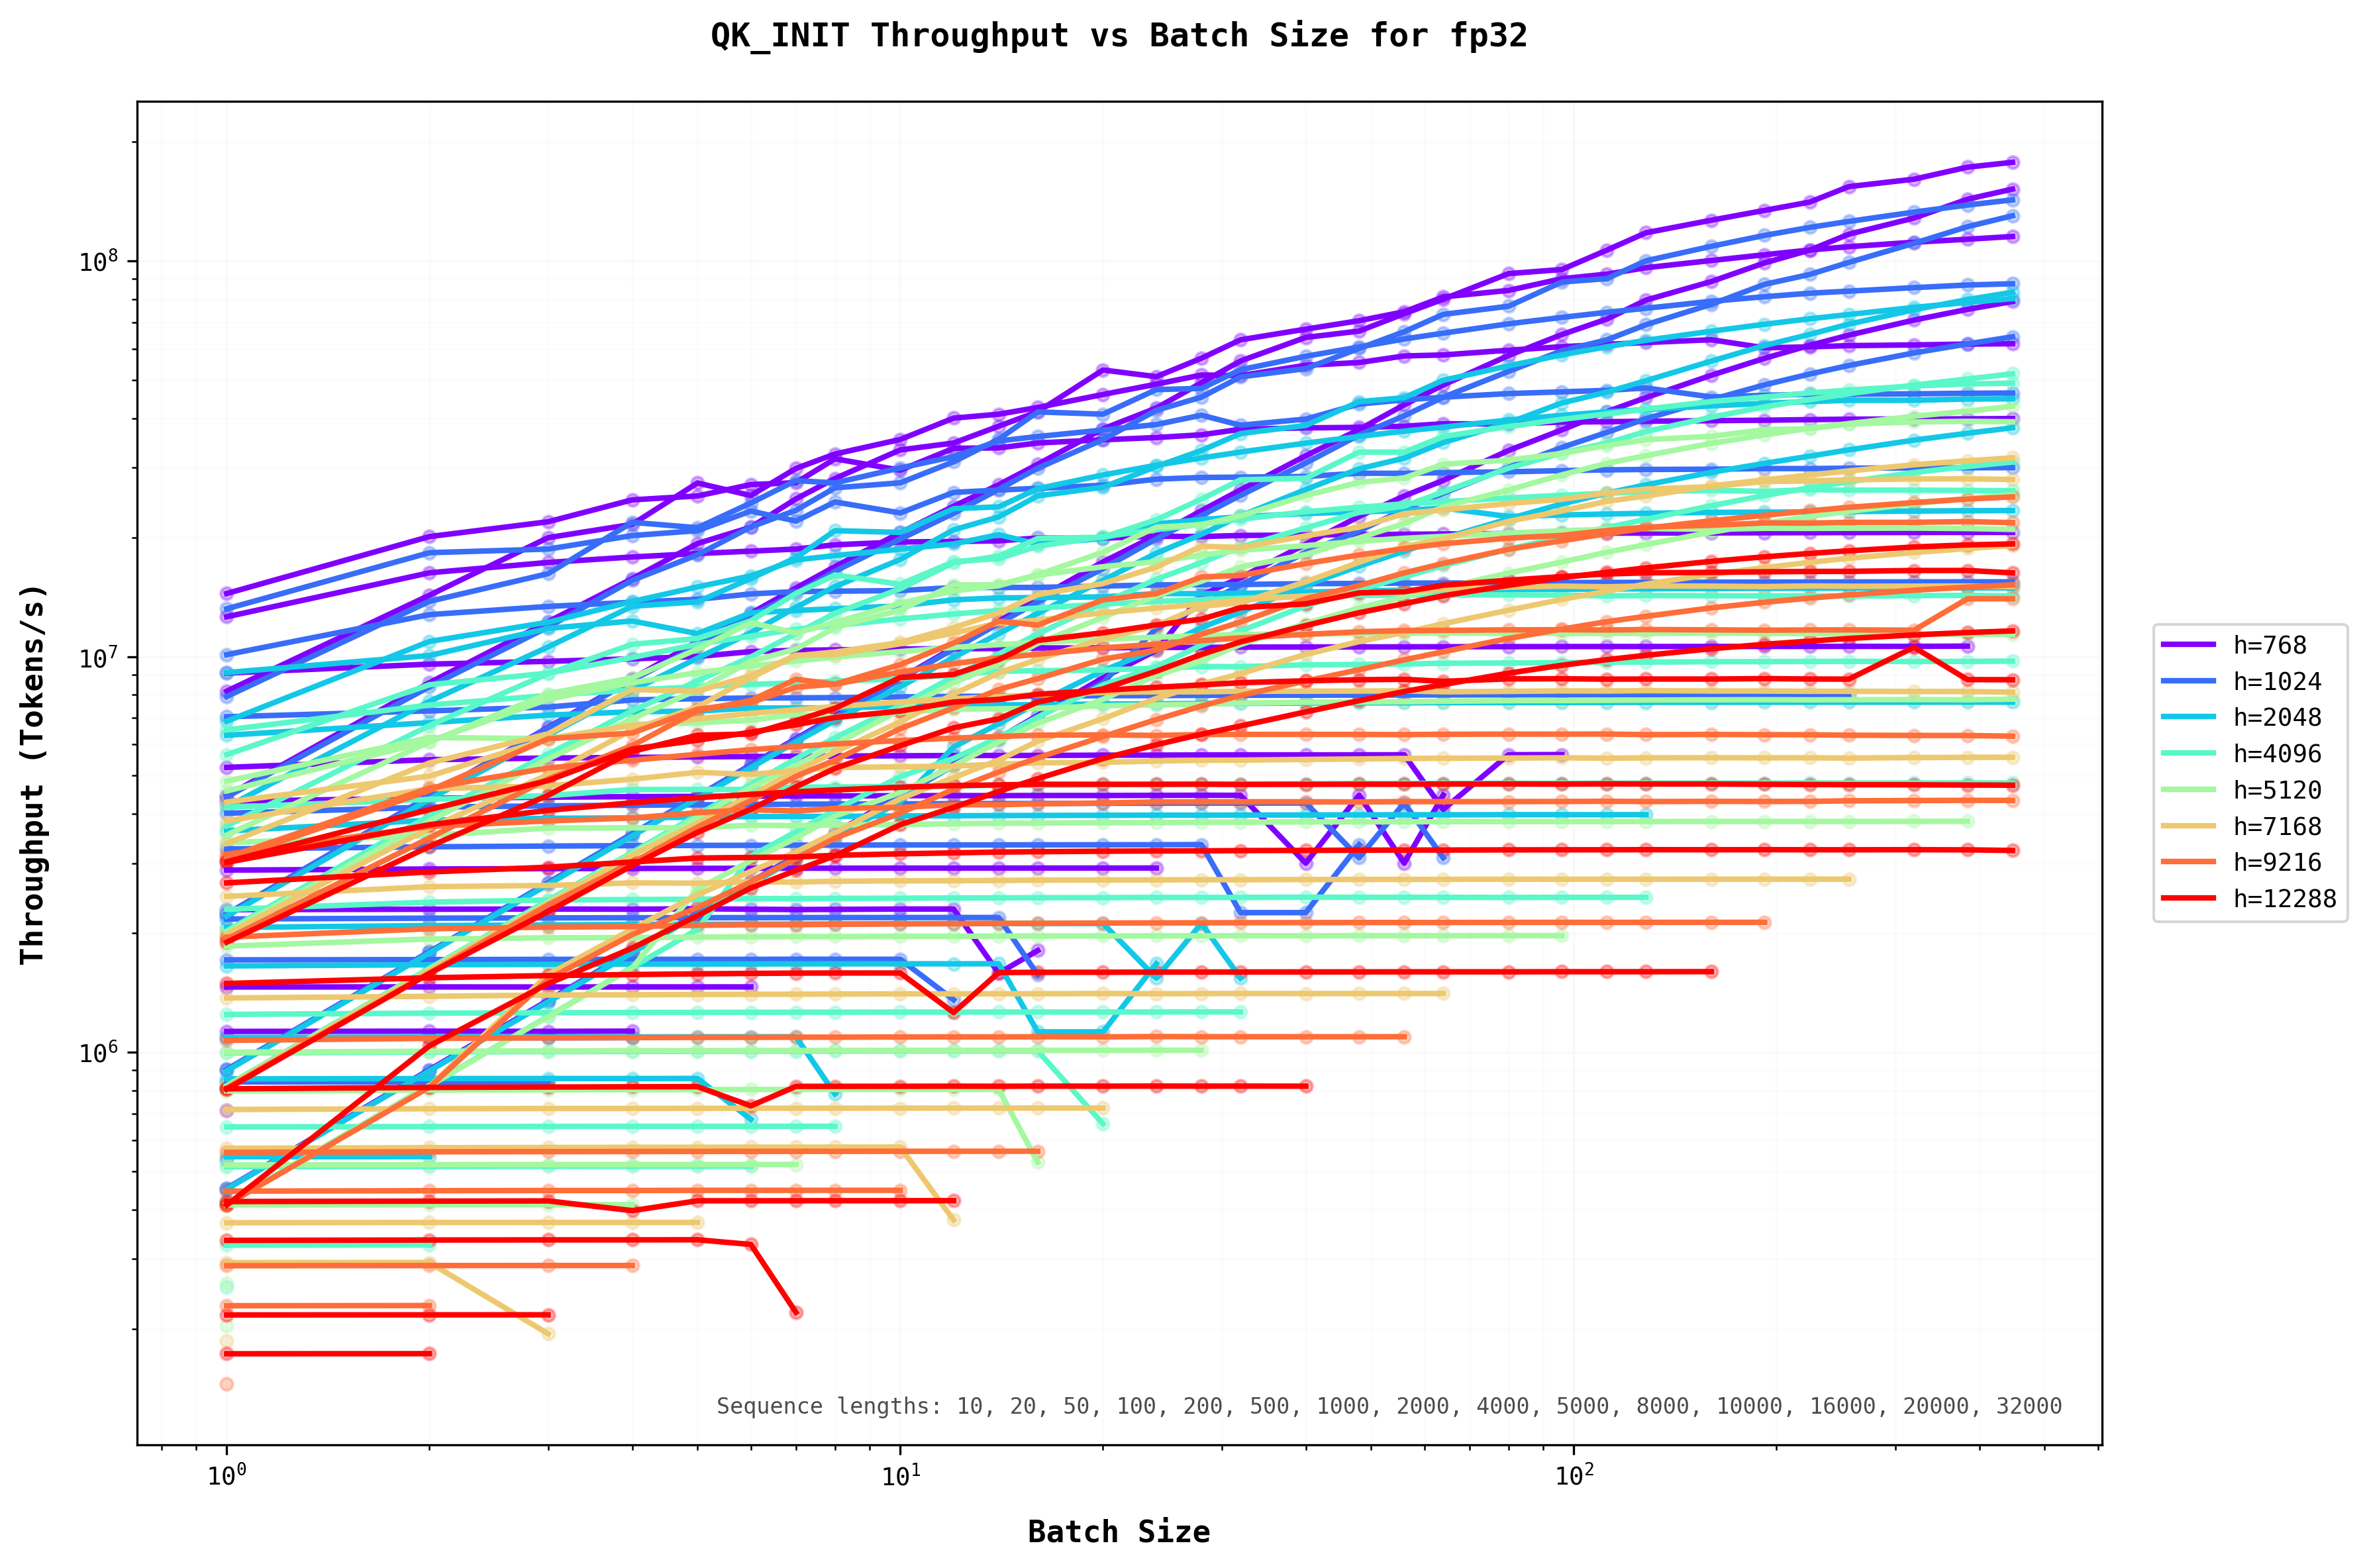 QK_INIT Throughput vs Batch Size for fp32
Throughput (Tokens/s)
10⁸
10⁷
10⁶
h=768
h=1024
h=2048
h=4096
h=5120
h=7168
h=9216
h=12288
Sequence lengths: 10, 20, 50, 100, 200, 500, 1000, 2000, 4000, 5000, 8000, 10000, 16000, 20000, 32000
10⁰
10¹
10²
Batch Size